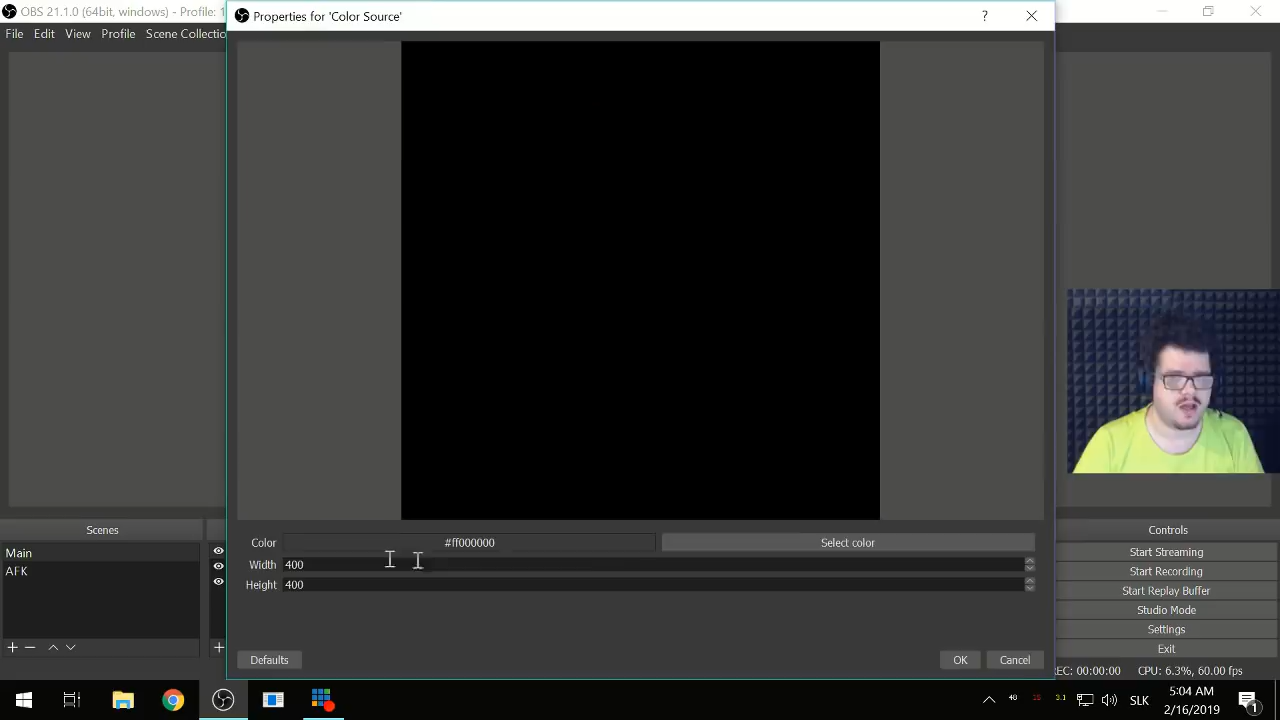 OBS 21.1.0 (64bit, windows) - Profile: 1
Properties for 'Color Source'
?
File Edit View Profile Scene Collectio
Color #ff000000 Select color
Width 400
Height 400
Defaults OK Cancel
Scenes
Main
AFK
Controls
Start Streaming
Start Recording
Start Replay Buffer
Studio Mode
Settings
Exit
REC: 00:00:00 CPU: 6.3%, 60.00 fps
SLK
5:04 AM
2/16/2019
1